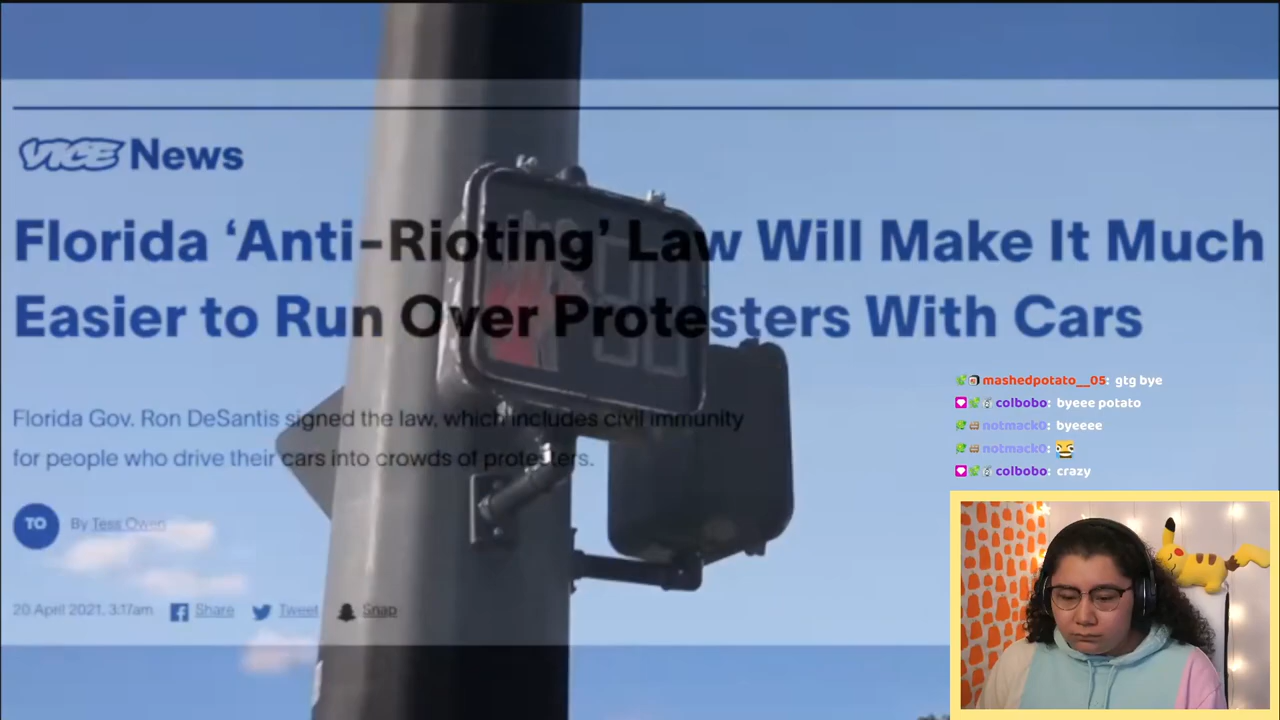 VICE News
Florida ‘Anti-Rioting’ Law Will Make It Much
Easier to Run Over Protesters With Cars
Florida Gov. Ron DeSantis signed the law, which includes civil immunity
for people who drive their cars into crowds of protesters.
TO By Tess Owen
20 April 2021, 3.17am Share Tweet Snap
mashedpotato__05: gtg bye
colbobo: byeee potato
notmack0: byeeee
notmack0:
colbobo: crazy